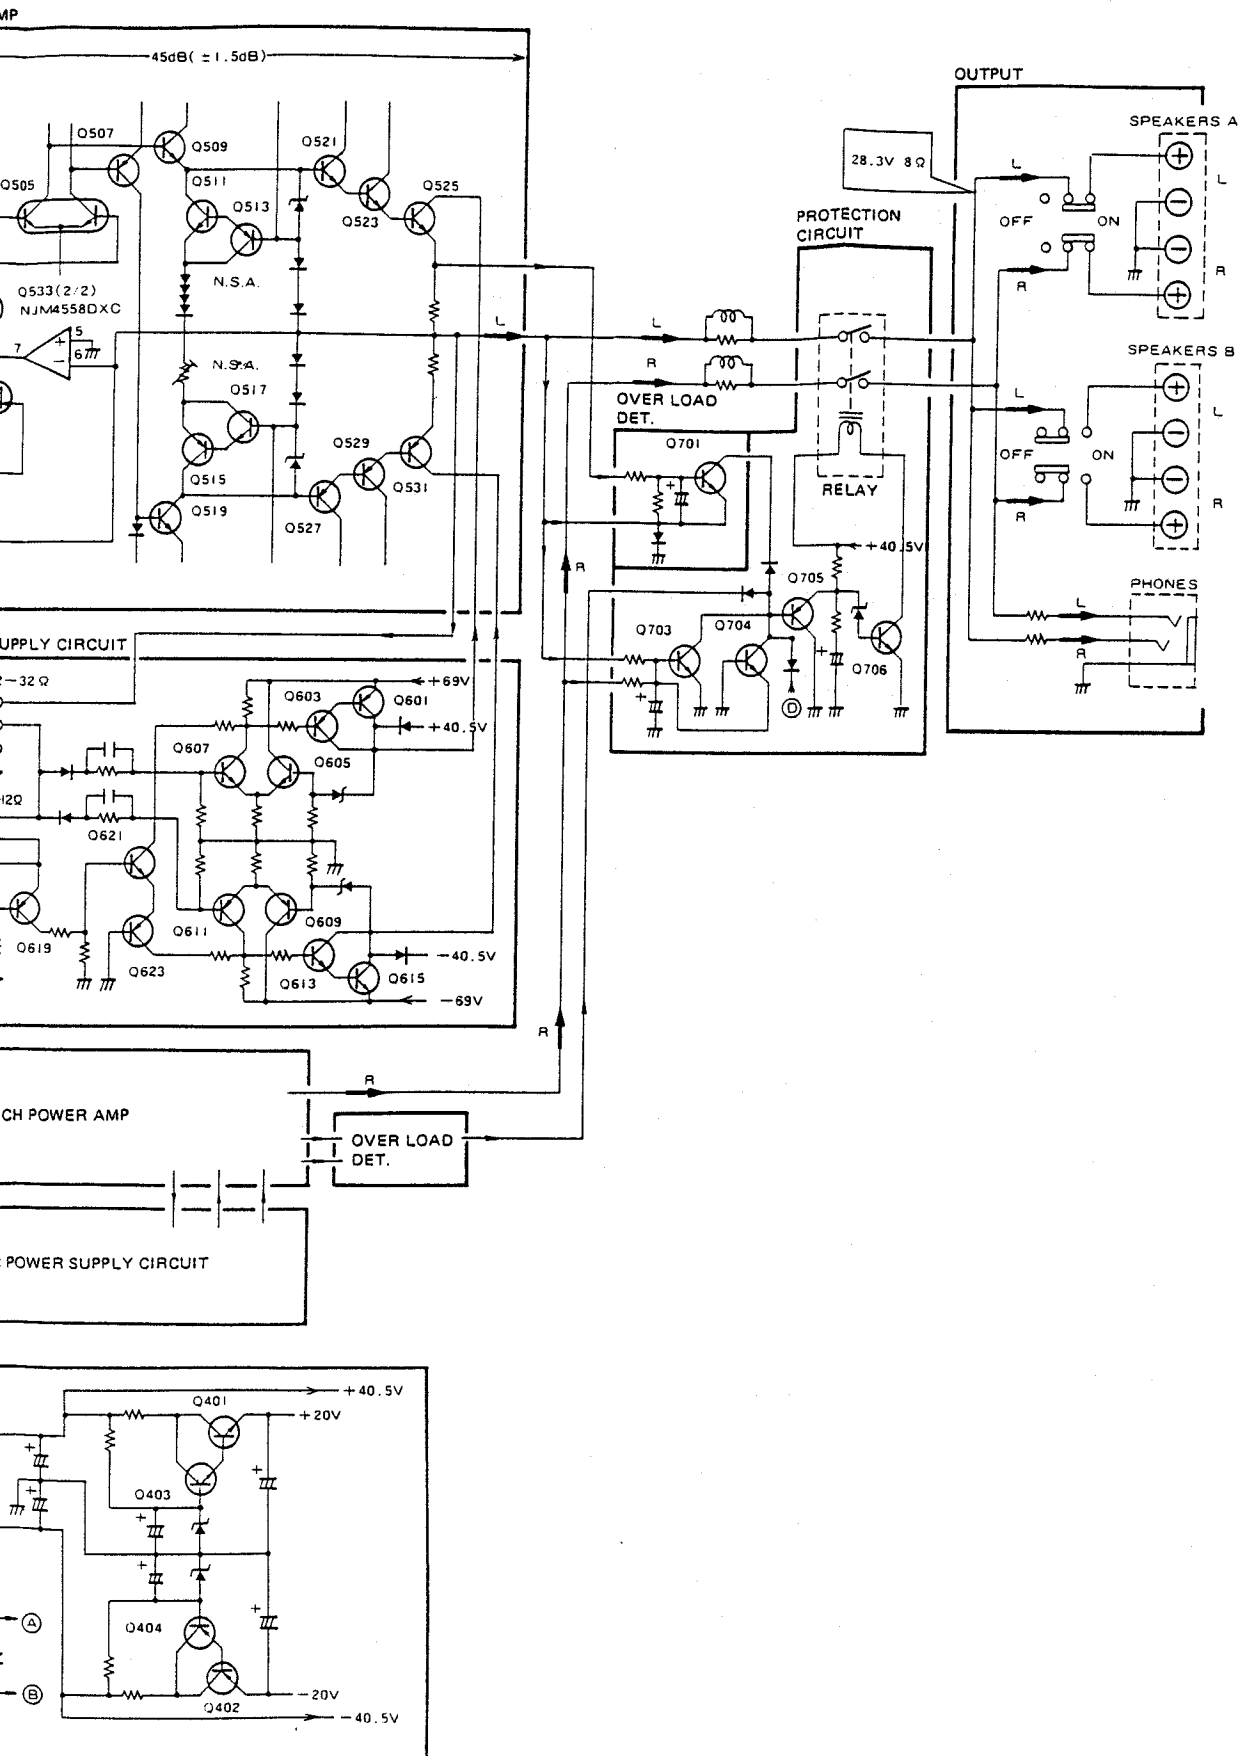 MP
45dB( ±1.5dB)
Q507
Q509
Q521
Q505
Q511
Q513
Q523
Q525
N.S.A.
Q533(2/2)
NJM4558DXC
7
5
+
6
−
N.S.A.
Q517
Q529
Q515
Q531
Q519
Q527
L
OUTPUT
SPEAKERS A
28.3V 8Ω
L
+
L
−
OFF
ON
−
R
R
+
PROTECTION
CIRCUIT
L
R
SPEAKERS B
OVER LOAD
DET.
L
+
L
−
OFF
ON
−
R
R
+
Q701
+
RELAY
+40.5V
R
Q705
Q703
Q704
+
Q706
+
D
PHONES
L
R
UPPLY CIRCUIT
2-32Ω
+69V
Q603
Q601
+40.5V
Q607
Q605
12Ω
Q621
Q611
Q609
Q619
Q623
Q613
Q615
-40.5V
-69V
R
R
CH POWER AMP
OVER LOAD
DET.
POWER SUPPLY CIRCUIT
+40.5V
Q401
+20V
+
+
Q403
+
+
+
+
A
Q404
B
Q402
-20V
-40.5V